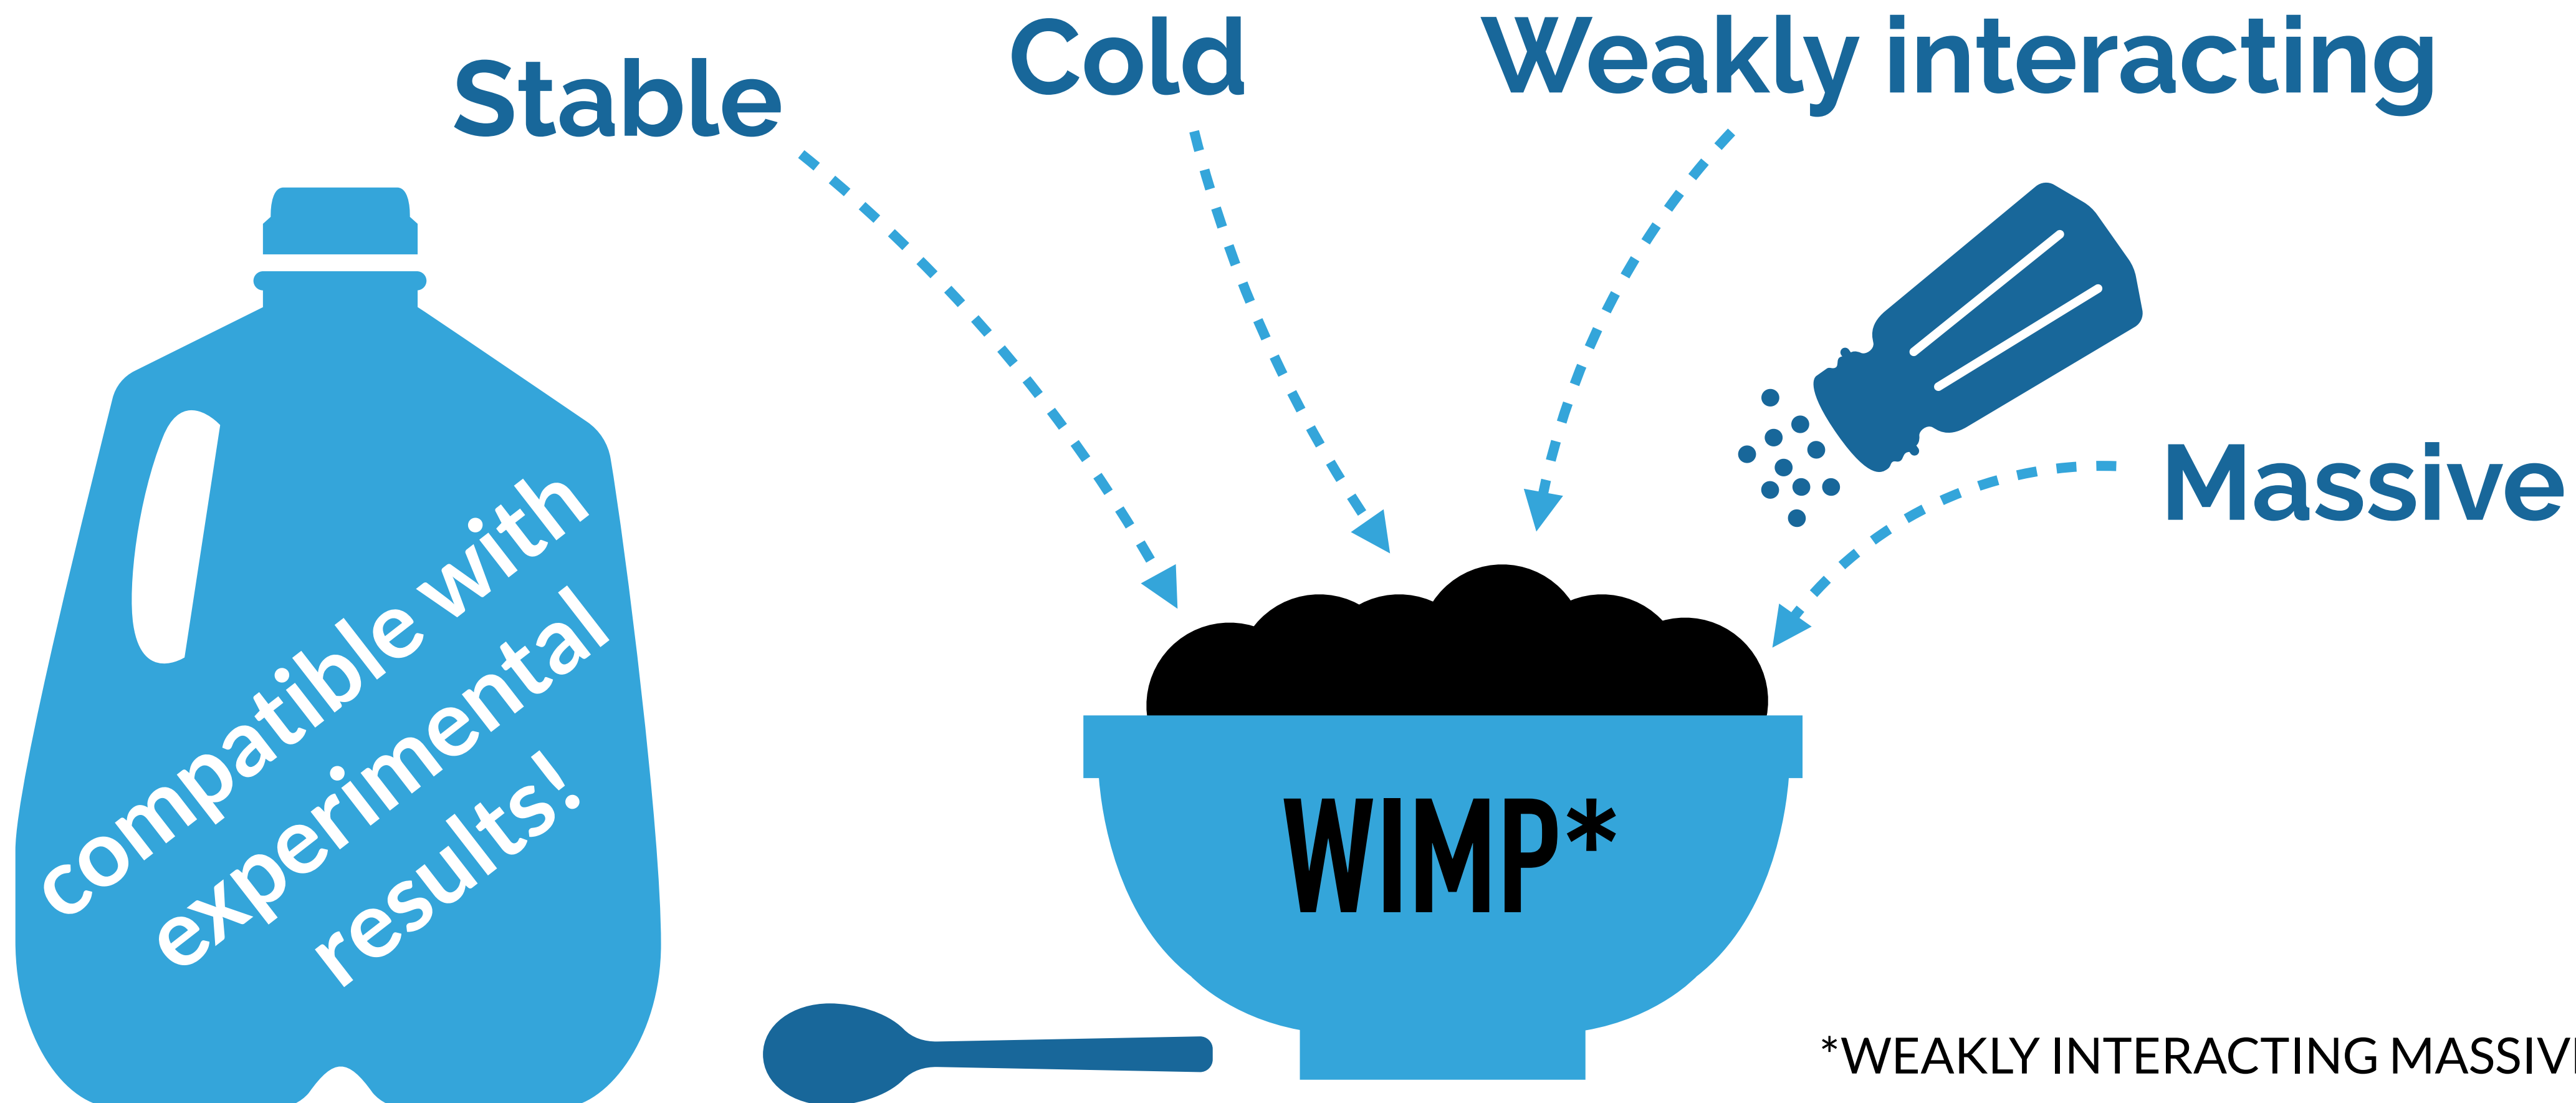 Stable
Cold
Weakly interacting
Massive
compatible with
experimental
results!
WIMP*
*WEAKLY INTERACTING MASSIV